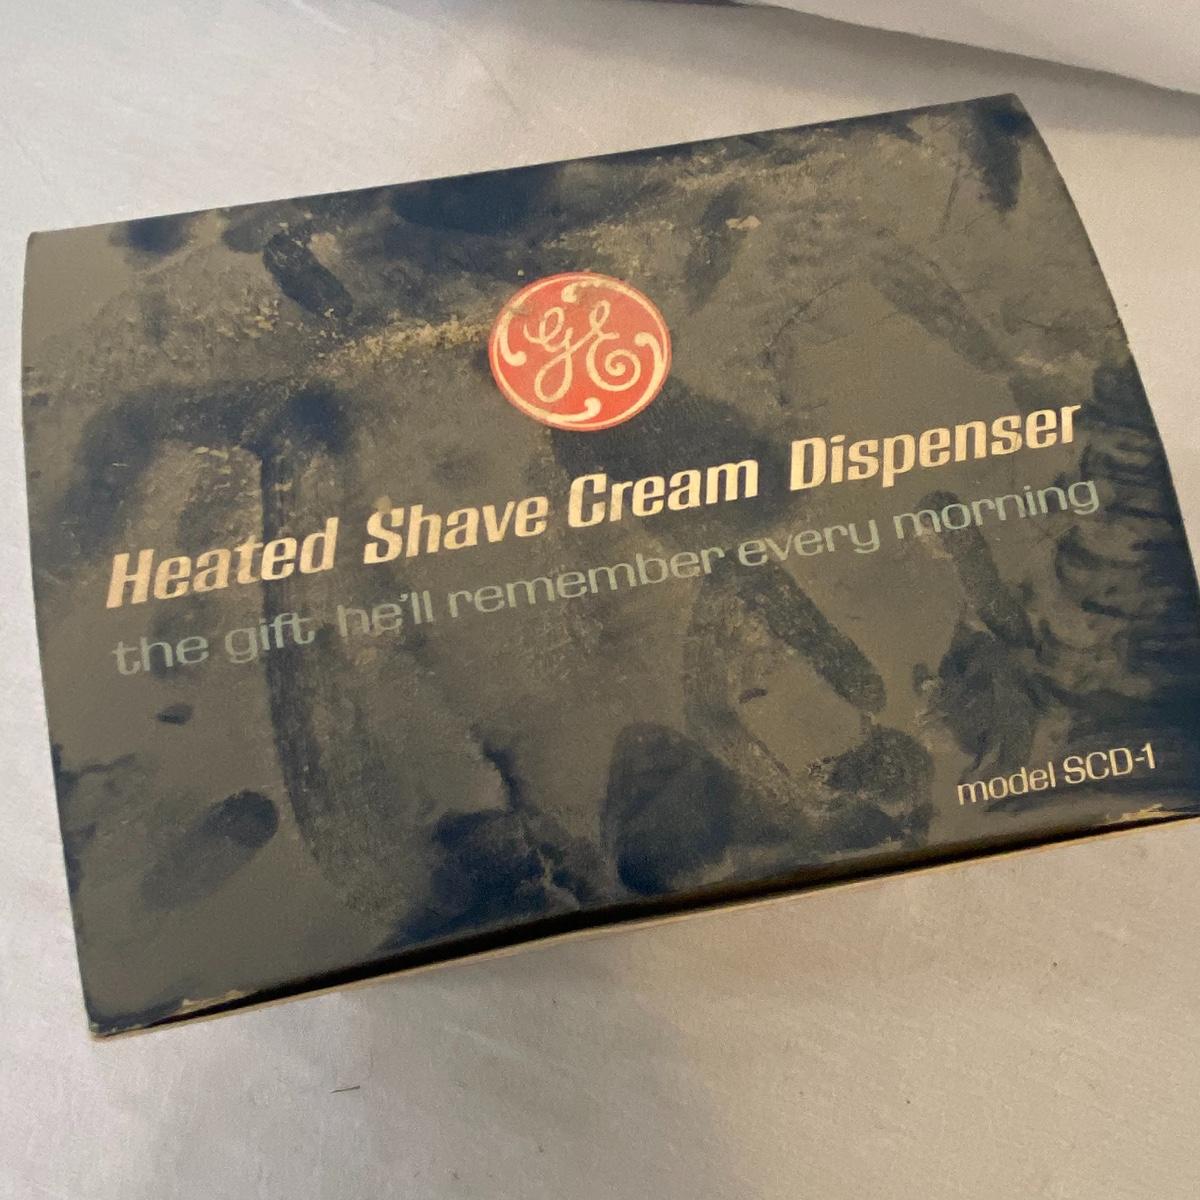 GE
Heated Shave Cream Dispenser
the gift he'll remember every morning
model SCD-1